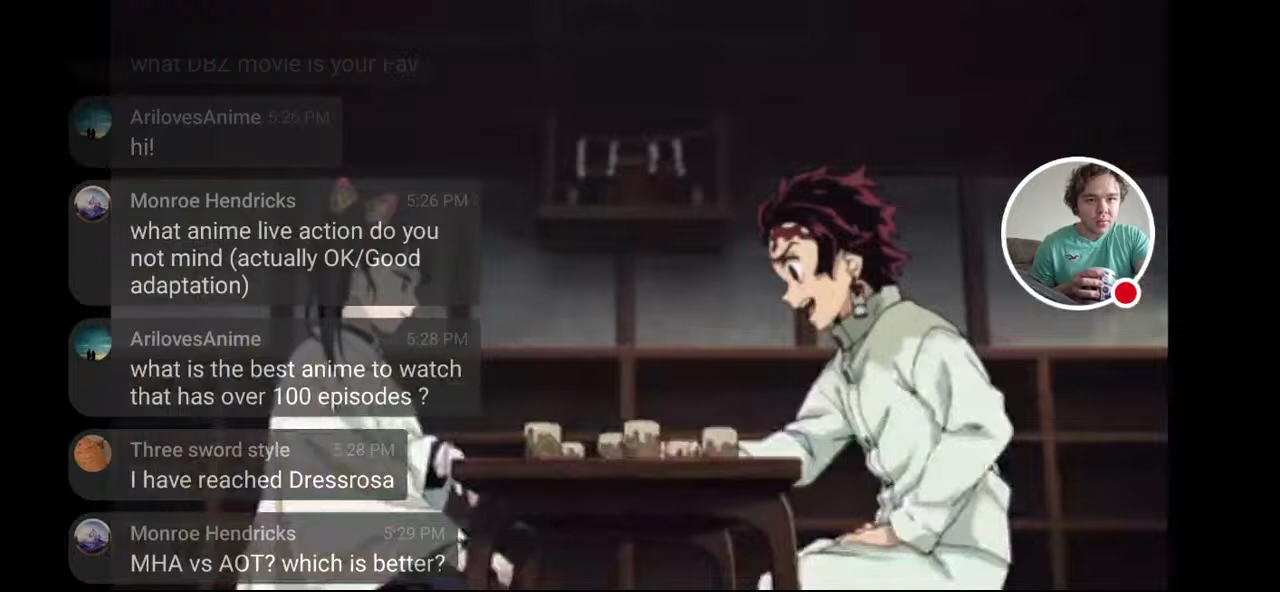 what DBZ movie is your Fav
ArilovesAnime 5:26 PM
hi!
Monroe Hendricks 5:26 PM
what anime live action do you
not mind (actually OK/Good
adaptation)
ArilovesAnime 5:28 PM
what is the best anime to watch
that has over 100 episodes ?
Three sword style 5:28 PM
I have reached Dressrosa
Monroe Hendricks 5:29 PM
MHA vs AOT? which is better?